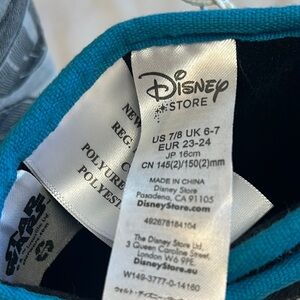 Disney
STORE
US 7/8 UK 6-7
EUR 23-24
JP 16cm
CN 145(2)/150(2)mm
MADE IN CHINA
Disney Store
Pasadena, CA 91105
DisneyStore.com
492678184104
The Disney Store Ltd.
3 Queen Caroline Street
London W6 9PE.
DisneyStore.eu
W149-3777-0-14160
NEW
REG.
POLYURE
POLYES
STAR
WARS